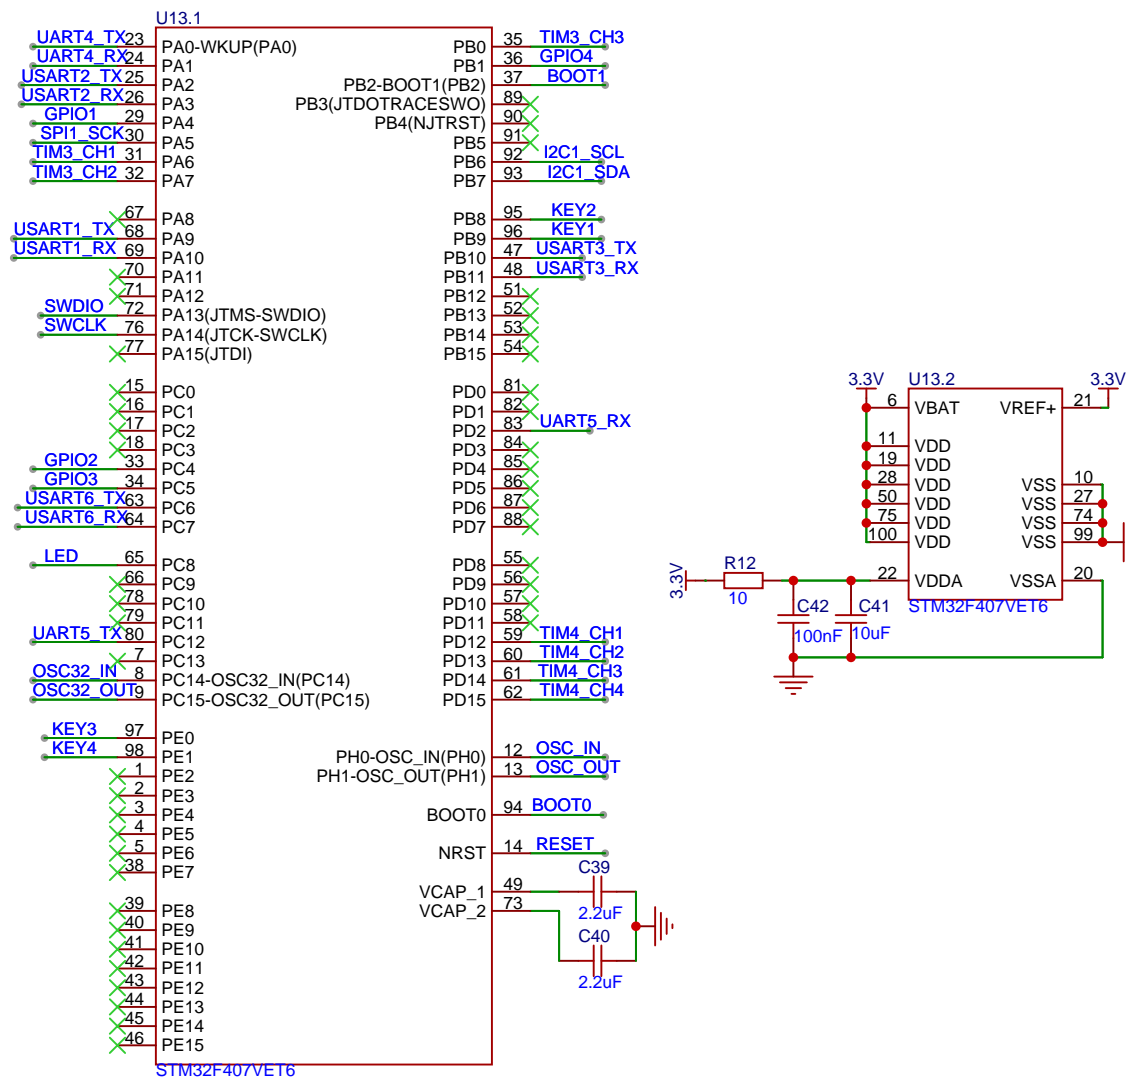 U13.1
UART4_TX 23 PA0-WKUP(PA0) PB0 35 TIM3_CH3
UART4_RX 24 PA1 PB1 36 GPIO4
USART2_TX 25 PA2 PB2-BOOT1(PB2) 37 BOOT1
USART2_RX 26 PA3 PB3(JTDOTRACESWO) 89
GPIO1 29 PA4 PB4(NJTRST) 90
SPI1_SCK 30 PA5 PB5 91
TIM3_CH1 31 PA6 PB6 92 I2C1_SCL
TIM3_CH2 32 PA7 PB7 93 I2C1_SDA
67 PA8 PB8 95 KEY2
USART1_TX 68 PA9 PB9 96 KEY1
USART1_RX 69 PA10 PB10 47 USART3_TX
70 PA11 PB11 48 USART3_RX
71 PA12 PB12 51
SWDIO 72 PA13(JTMS-SWDIO) PB13 52
SWCLK 76 PA14(JTCK-SWCLK) PB14 53
77 PA15(JTDI) PB15 54
15 PC0 PD0 81
16 PC1 PD1 82
17 PC2 PD2 83 UART5_RX
18 PC3 PD3 84
GPIO2 33 PC4 PD4 85
GPIO3 34 PC5 PD5 86
USART6_TX 63 PC6 PD6 87
USART6_RX 64 PC7 PD7 88
LED 65 PC8 PD8 55
66 PC9 PD9 56
78 PC10 PD10 57
79 PC11 PD11 58
UART5_TX 80 PC12 PD12 59 TIM4_CH1
7 PC13 PD13 60 TIM4_CH2
OSC32_IN 8 PC14-OSC32_IN(PC14) PD14 61 TIM4_CH3
OSC32_OUT 9 PC15-OSC32_OUT(PC15) PD15 62 TIM4_CH4
KEY3 97 PE0
KEY4 98 PE1 PH0-OSC_IN(PH0) 12 OSC_IN
1 PE2 PH1-OSC_OUT(PH1) 13 OSC_OUT
2 PE3
3 PE4 BOOT0 94 BOOT0
4 PE5
5 PE6 NRST 14 RESET
38 PE7
VCAP_1 49 C39 2.2uF
39 PE8 VCAP_2 73
40 PE9
41 PE10 C40 2.2uF
42 PE11
43 PE12
44 PE13
45 PE14
46 PE15
STM32F407VET6
3.3V U13.2 3.3V
6 VBAT VREF+ 21
11 VDD
19 VDD
28 VDD VSS 10
50 VDD VSS 27
75 VDD VSS 74
100 VDD VSS 99
3.3V R12 10 22 VDDA VSSA 20
STM32F407VET6
C42 C41
100nF 10uF